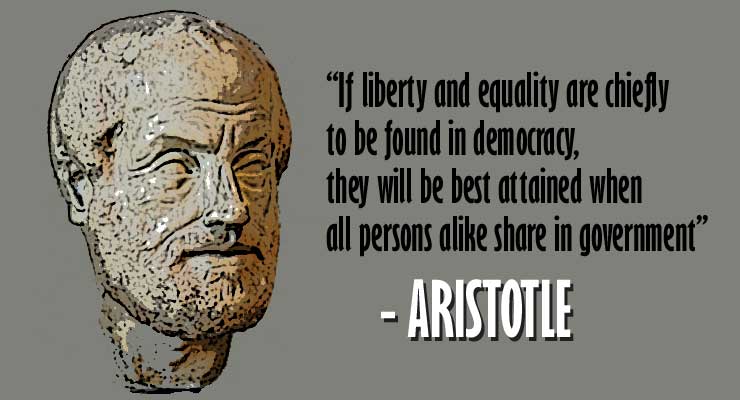 “If liberty and equality are chiefly
to be found in democracy,
they will be best attained when
all persons alike share in government”
- ARISTOTLE